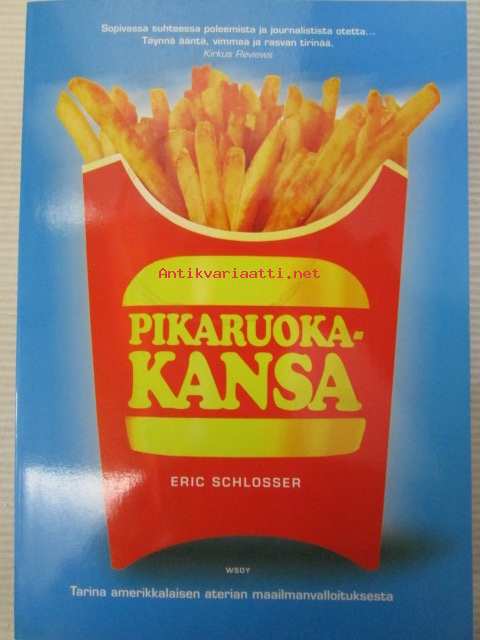 Sopivassa suhteessa poleemista ja journalistista otetta...
Täynnä ääntä, vimmaa ja rasvan tirinää.
Kirkus Reviews
Antikvariaatti.net
PIKARUOKA-
KANSA
ERIC SCHLOSSER
WSOY
Tarina amerikkalaisen aterian maailmanvalloituksesta